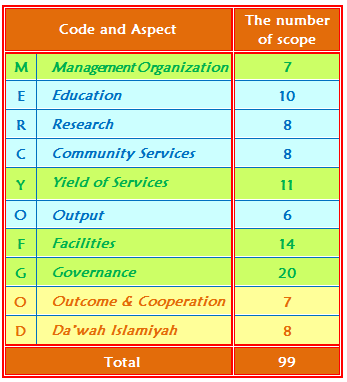 Code and Aspect The number of scope
M Management Organization 7
E Education 10
R Research 8
C Community Services 8
Y Yield of Services 11
O Output 6
F Facilities 14
G Governance 20
O Outcome & Cooperation 7
D Da'wah Islamiyah 8
Total 99